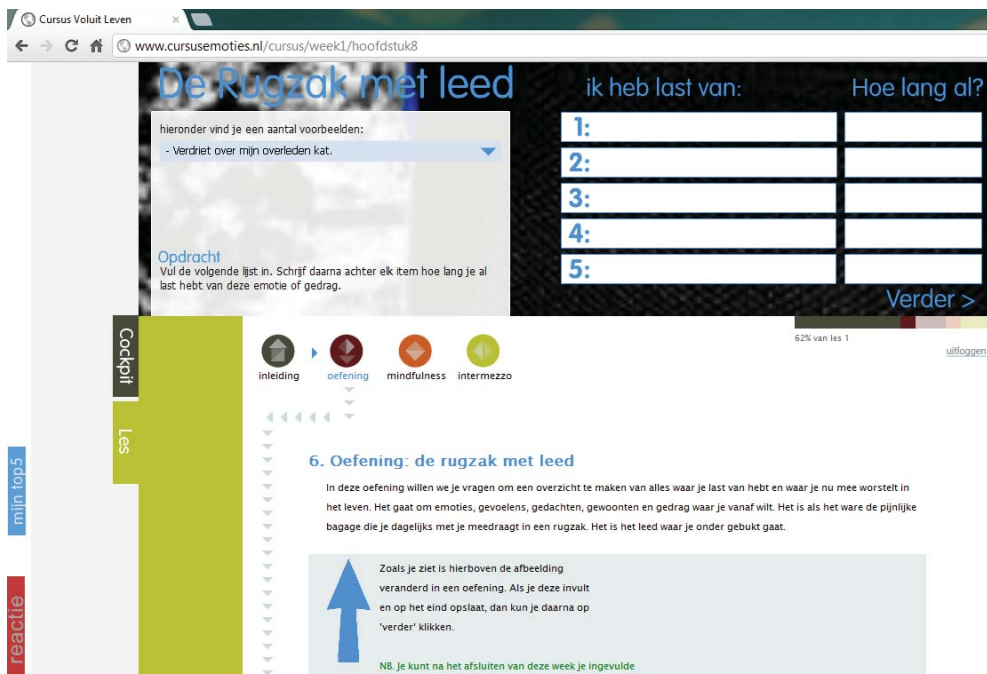 Cursus Voluit Leven
www.cursusemoties.nl/cursus/week1/hoofdstuk8
De Rugzak met leed
ik heb last van:
Hoe lang al?
hieronder vind je een aantal voorbeelden:
- Verdriet over mijn overleden kat.
1:
2:
3:
4:
5:
Opdracht
Vul de volgende lijst in. Schrijf daarna achter elk item hoe lang je al
last hebt van deze emotie of gedrag.
Verder >
62% van les 1
uitloggen
Cockpit
Les
mijn top5
reactie
inleiding
oefening
mindfulness
intermezzo
6. Oefening: de rugzak met leed
In deze oefening willen we je vragen om een overzicht te maken van alles waar je last van hebt en waar je nu mee worstelt in
het leven. Het gaat om emoties, gevoelens, gedachten, gewoonten en gedrag waar je vanaf wilt. Het is als het ware de pijnlijke
bagage die je dagelijks met je meedraagt in een rugzak. Het is het leed waar je onder gebukt gaat.
Zoals je ziet is hierboven de afbeelding
veranderd in een oefening. Als je deze invult
en op het eind opslaat, dan kun je daarna op
'verder' klikken.
NB. Je kunt na het afsluiten van deze week je ingevulde